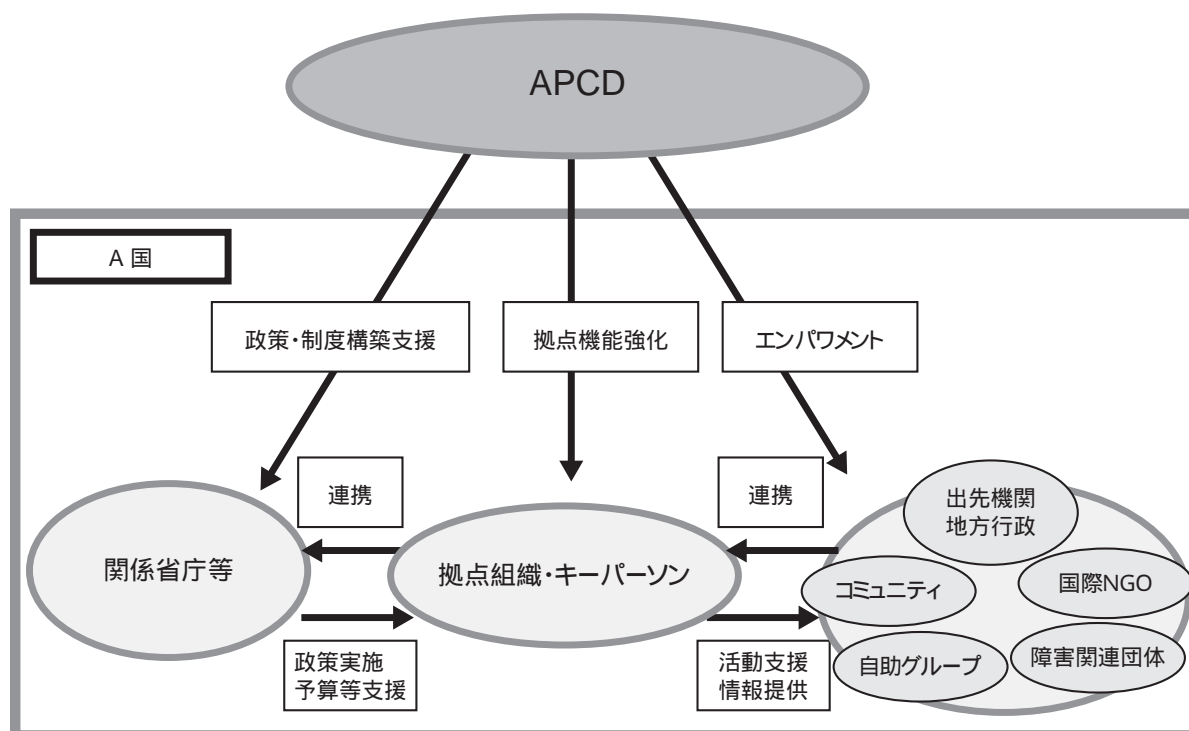 APCD
A 国
政策・制度構築支援
拠点機能強化
エンパワメント
連携
連携
出先機関
地方行政
関係省庁等
拠点組織・キーパーソン
コミュニティ
国際NGO
自助グループ
障害関連団体
政策実施
予算等支援
活動支援
情報提供